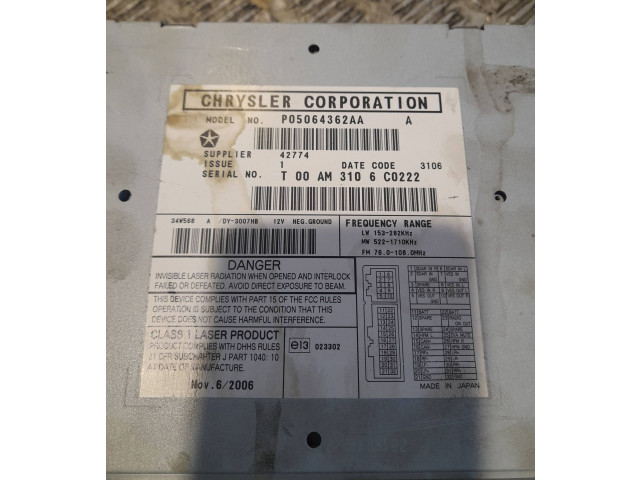 CHRYSLER CORPORATION
MODEL NO. P05064362AA A
SUPPLIER 42774
ISSUE 1 DATE CODE 3106
SERIAL NO. T 00 AM 310 6 C0222
34W568 A /DY-3007HB 12V NEG.GROUND
FREQUENCY RANGE
LW 153-282KHz
MW 522-1710KHz
FM 76.0-108.0MHz
DANGER
INVISIBLE LASER RADIATION WHEN OPENED AND INTERLOCK
FAILED OR DEFEATED. AVOID DIRECT EXPOSURE TO BEAM.
THIS DEVICE COMPLIES WITH PART 15 OF THE FCC RULES
OPERATION IS SUBJECT TO THE CONDITION THAT THIS
DEVICE DOES NOT CAUSE HARMFUL INTERFERENCE.
CLASS 1 LASER PRODUCT
PRODUCT COMPLIES WITH DHHS RULES
21 CFR SUBCHAPTER J PART 1040: 10
AT DATE OF MANUFACTURE.
e13 023302
Nov.6/2006
MADE IN JAPAN